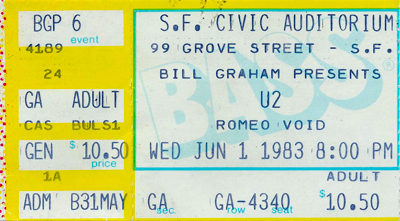 BGP 6 event
4189
24
GA ADULT
CAS BULS1
GEN $10.50
price
1A
ADM B31MAY
S.F. CIVIC AUDITORIUM
99 GROVE STREET - S.F.
BILL GRAHAM PRESENTS
U2
ROMEO VOID
WED JUN 1 1983 8:00 PM
ADULT
GA GA-4340 $10.50
sec. row seat
BASS